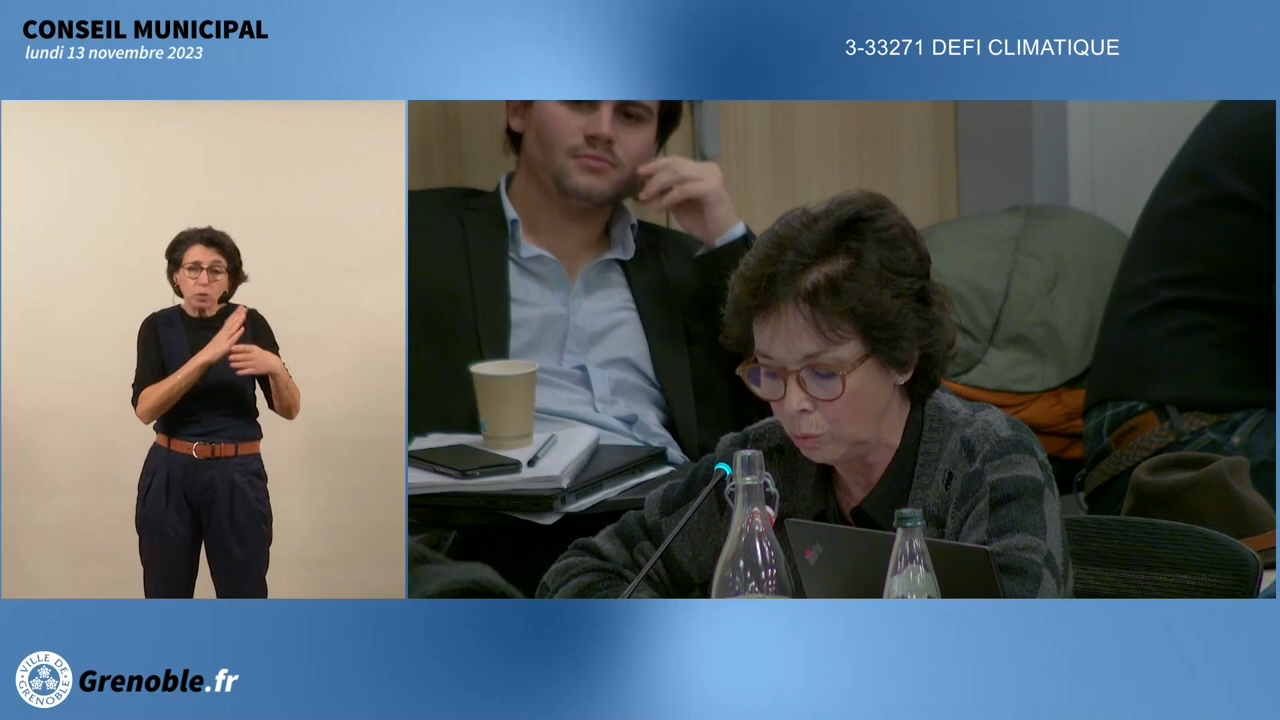 CONSEIL MUNICIPAL
lundi 13 novembre 2023
3-33271 DEFI CLIMATIQUE
VILLE DE GRENOBLE
Grenoble.fr